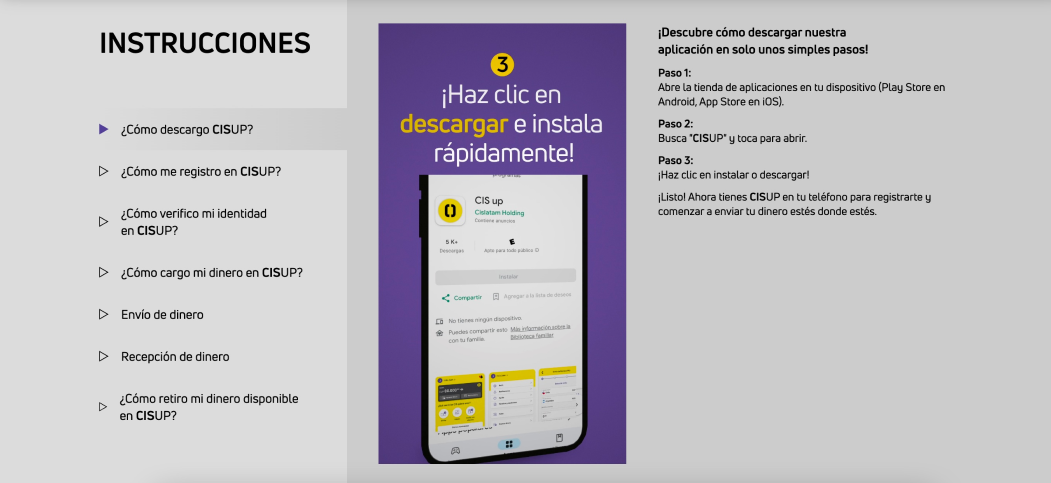 INSTRUCCIONES
¿Cómo descargo CISUP?
¿Cómo me registro en CISUP?
¿Cómo verifico mi identidad
en CISUP?
¿Cómo cargo mi dinero en CISUP?
Envío de dinero
Recepción de dinero
¿Cómo retiro mi dinero disponible
en CISUP?
3
¡Haz clic en
descargar e instala
rápidamente!
CIS up
Cislatam Holding
Contiene anuncios
5 K+
Descargas
Apto para todo público
Instalar
Compartir
Agregar a la lista de deseos
No tienes ningún dispositivo.
Puedes compartir esto Más información sobre la
con tu familia. Biblioteca familiar
¡Descubre cómo descargar nuestra
aplicación en solo unos simples pasos!
Paso 1:
Abre la tienda de aplicaciones en tu dispositivo (Play Store en
Android, App Store en iOS).
Paso 2:
Busca "CISUP" y toca para abrir.
Paso 3:
¡Haz clic en instalar o descargar!
¡Listo! Ahora tienes CISUP en tu teléfono para registrarte y
comenzar a enviar tu dinero estés donde estés.